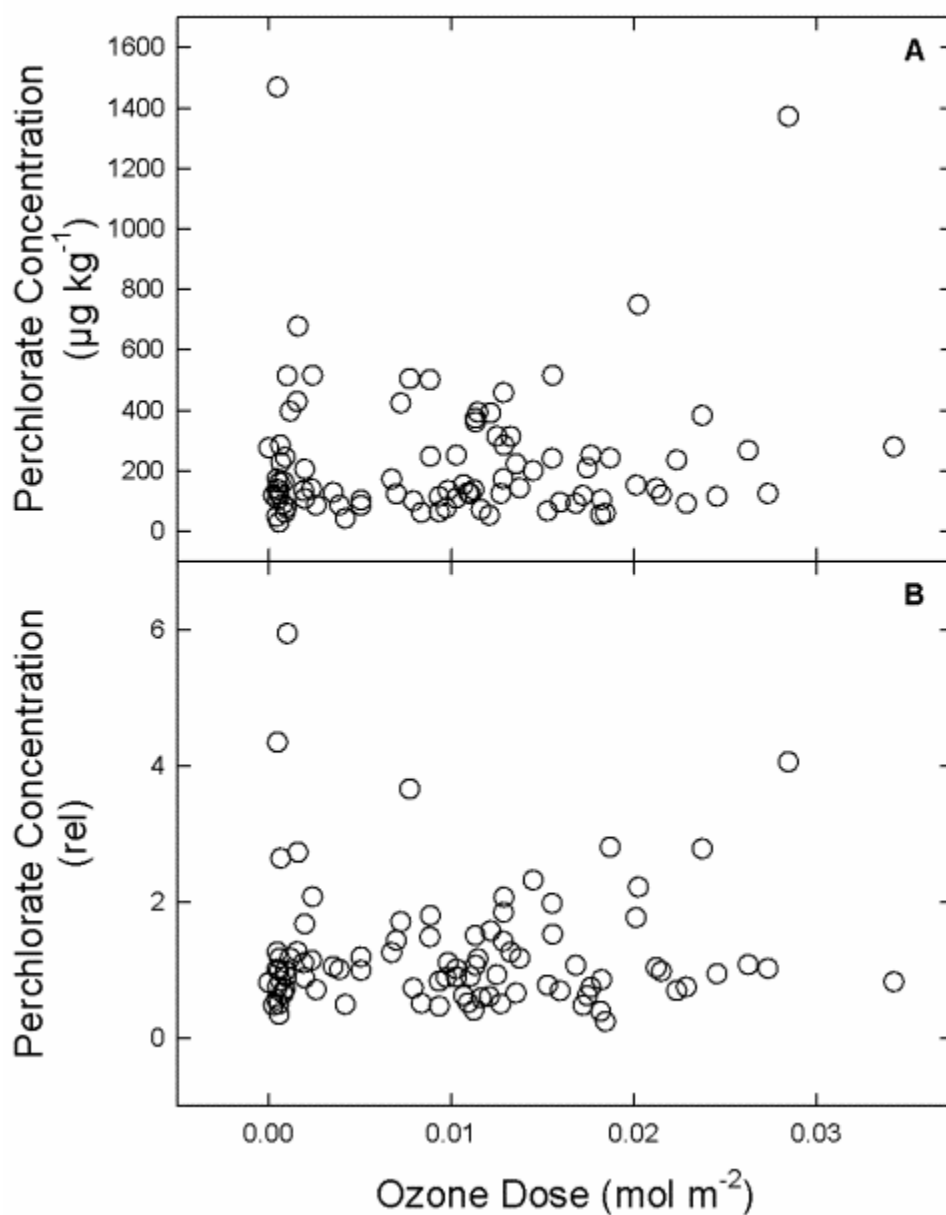 A
1600
1400
1200
1000
800
600
400
200
0
Perchlorate Concentration
(µg kg⁻¹)
B
6
4
2
0
Perchlorate Concentration
(rel)
0.00 0.01 0.02 0.03
Ozone Dose (mol m⁻²)